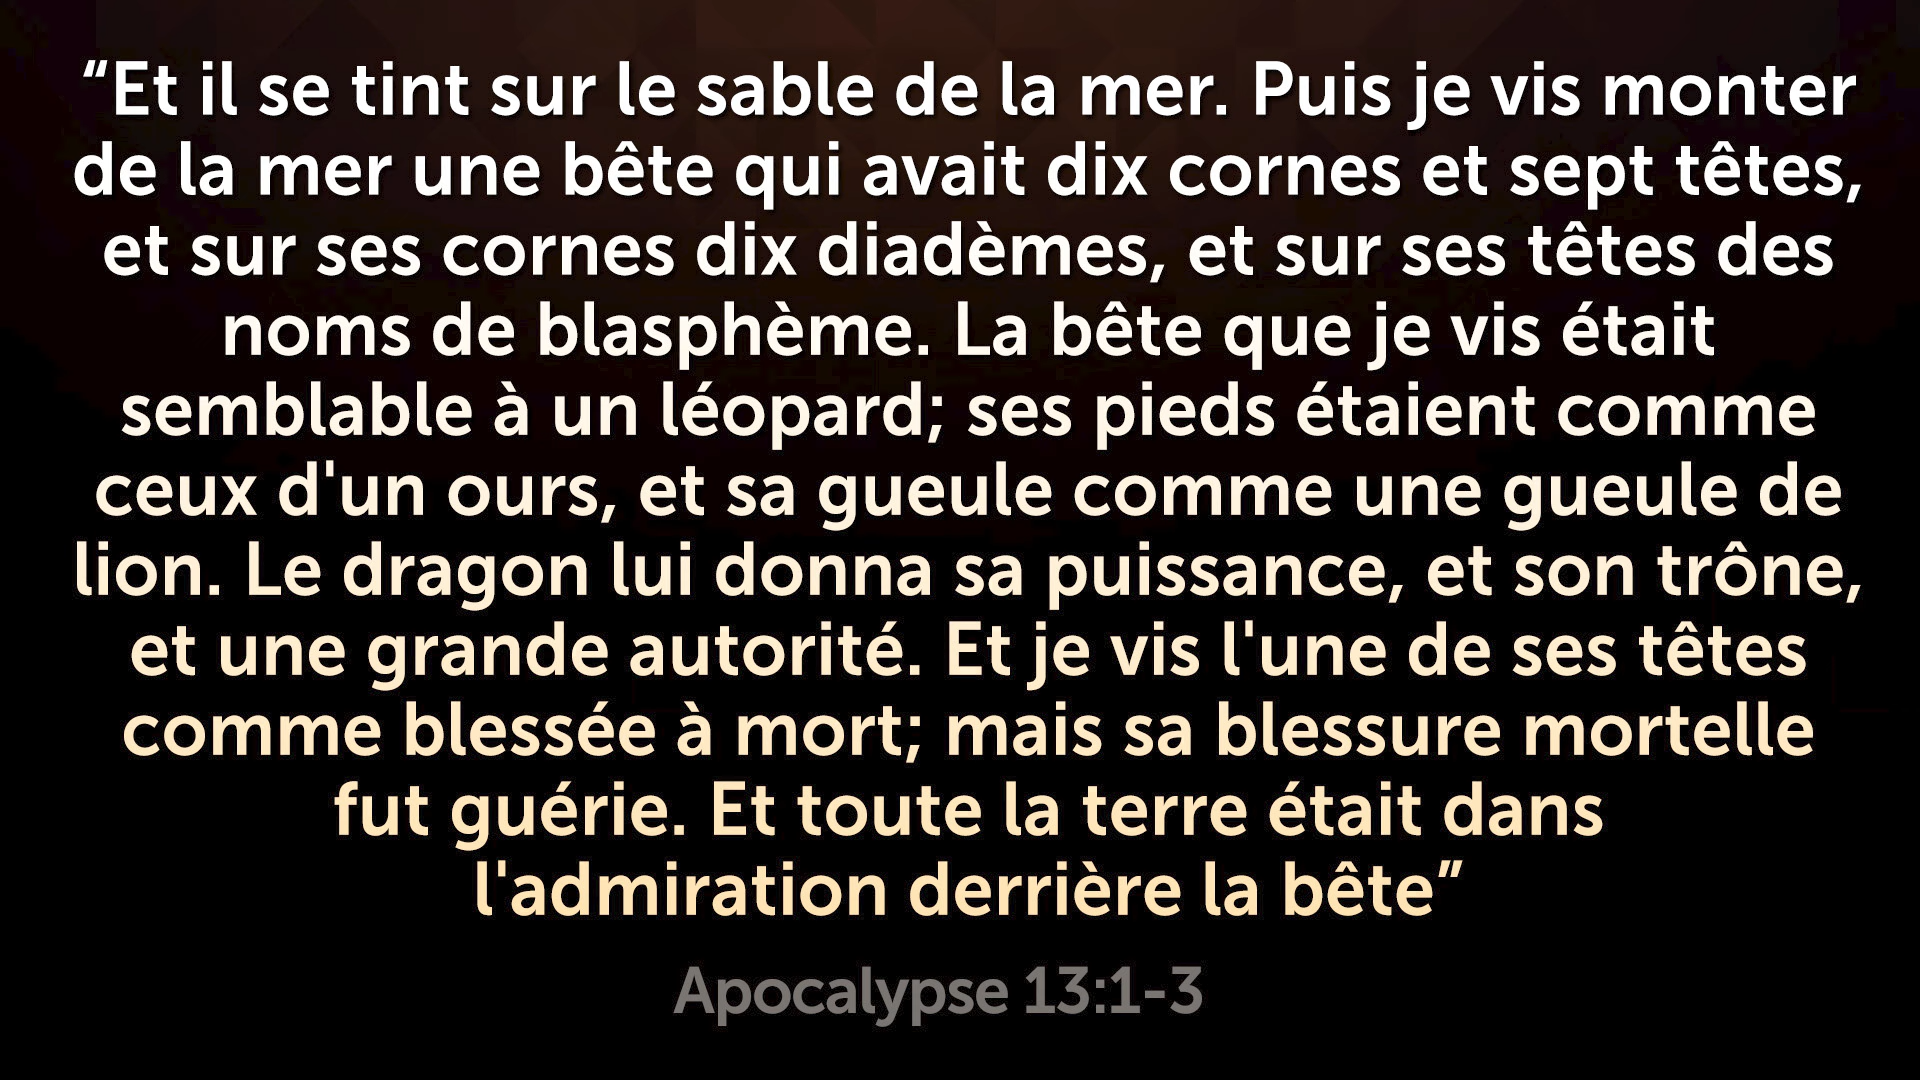 “Et il se tint sur le sable de la mer. Puis je vis monter
de la mer une bête qui avait dix cornes et sept têtes,
et sur ses cornes dix diadèmes, et sur ses têtes des
noms de blasphème. La bête que je vis était
semblable à un léopard; ses pieds étaient comme
ceux d'un ours, et sa gueule comme une gueule de
lion. Le dragon lui donna sa puissance, et son trône,
et une grande autorité. Et je vis l'une de ses têtes
comme blessée à mort; mais sa blessure mortelle
fut guérie. Et toute la terre était dans
l'admiration derrière la bête”
Apocalypse 13:1-3